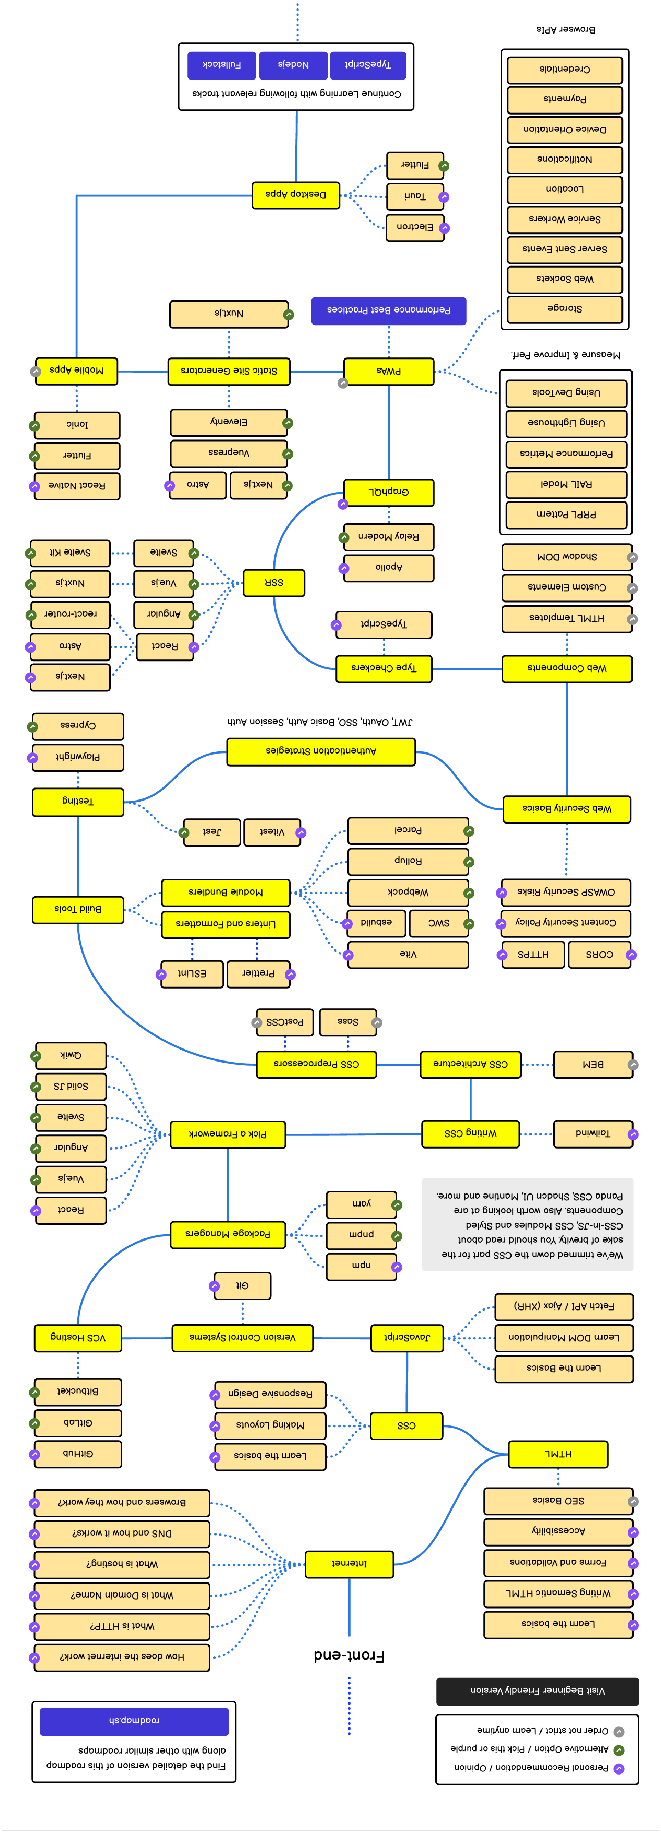 Personal Recommendation / Opinion
Alternative Option / Pick this or purple
Order not strict / Learn anytime
Visit Beginner Friendly Version
Find the detailed version of this roadmap
along with other similar roadmaps
roadmap.sh
Front-end
Internet
How does the internet work?
What is HTTP?
What is Domain Name?
What is hosting?
DNS and how it works?
Browsers and how they work?
Learn the basics
Writing Semantic HTML
Forms and Validations
Accessibility
SEO Basics
HTML
CSS
Learn the basics
Making Layouts
Responsive Design
JavaScript
Learn the Basics
Learn DOM Manipulation
Fetch API / Ajax (XHR)
Version Control Systems
Git
VCS Hosting
GitHub
GitLab
Bitbucket
Package Managers
npm
pnpm
yarn
We've trimmed down the CSS part for the
sake of brevity You should read about
CSS-in-JS, CSS Modules and Styled
Components. Also worth looking at are
Panda CSS, Shadcn UI, Mantine and more.
Pick a Framework
React
Vue.js
Angular
Svelte
Solid JS
Qwik
Writing CSS
Tailwind
CSS Architecture
BEM
CSS Preprocessors
Sass
PostCSS
Build Tools
Linters and Formatters
Prettier
ESLint
Module Bundlers
Vite
SWC
esbuild
Webpack
Rollup
Parcel
Testing
Vitest
Jest
Playwright
Cypress
Authentication Strategies
JWT, OAuth, SSO, Basic Auth, Session Auth
CORS
HTTPS
Content Security Policy
OWASP Security Risks
Web Security Basics
Web Components
HTML Templates
Custom Elements
Shadow DOM
Type Checkers
TypeScript
SSR
React
Next.js
Astro
react-router
Angular
Vue.js
Nuxt.js
Svelte
Svelte Kit
Apollo
Relay Modern
GraphQL
Static Site Generators
Next.js
Astro
Vuepress
Eleventy
Nuxt.js
PWAs
PRPL Pattern
RAIL Model
Performance Metrics
Using Lighthouse
Using DevTools
Measure & Improve Perf.
Performance Best Practices
Storage
Web Sockets
Server Sent Events
Service Workers
Location
Notifications
Device Orientation
Payments
Credentials
Browser APIs
Mobile Apps
React Native
Flutter
Ionic
Desktop Apps
Electron
Tauri
Flutter
Continue Learning with following relevant tracks
TypeScript
Node.js
Fullstack